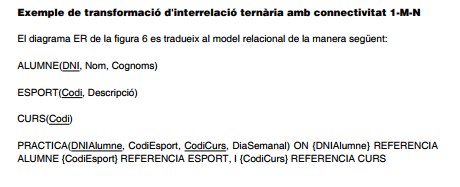 Exemple de transformació d'interrelació ternària amb connectivitat 1-M-N
El diagrama ER de la figura 6 es tradueix al model relacional de la manera següent:
ALUMNE(DNI, Nom, Cognoms)
ESPORT(Codi, Descripció)
CURS(Codi)
PRACTICA(DNIAlumne, CodiEsport, CodiCurs, DiaSemanal) ON {DNIAlumne} REFERENCIA
ALUMNE {CodiEsport} REFERENCIA ESPORT, I {CodiCurs} REFERENCIA CURS